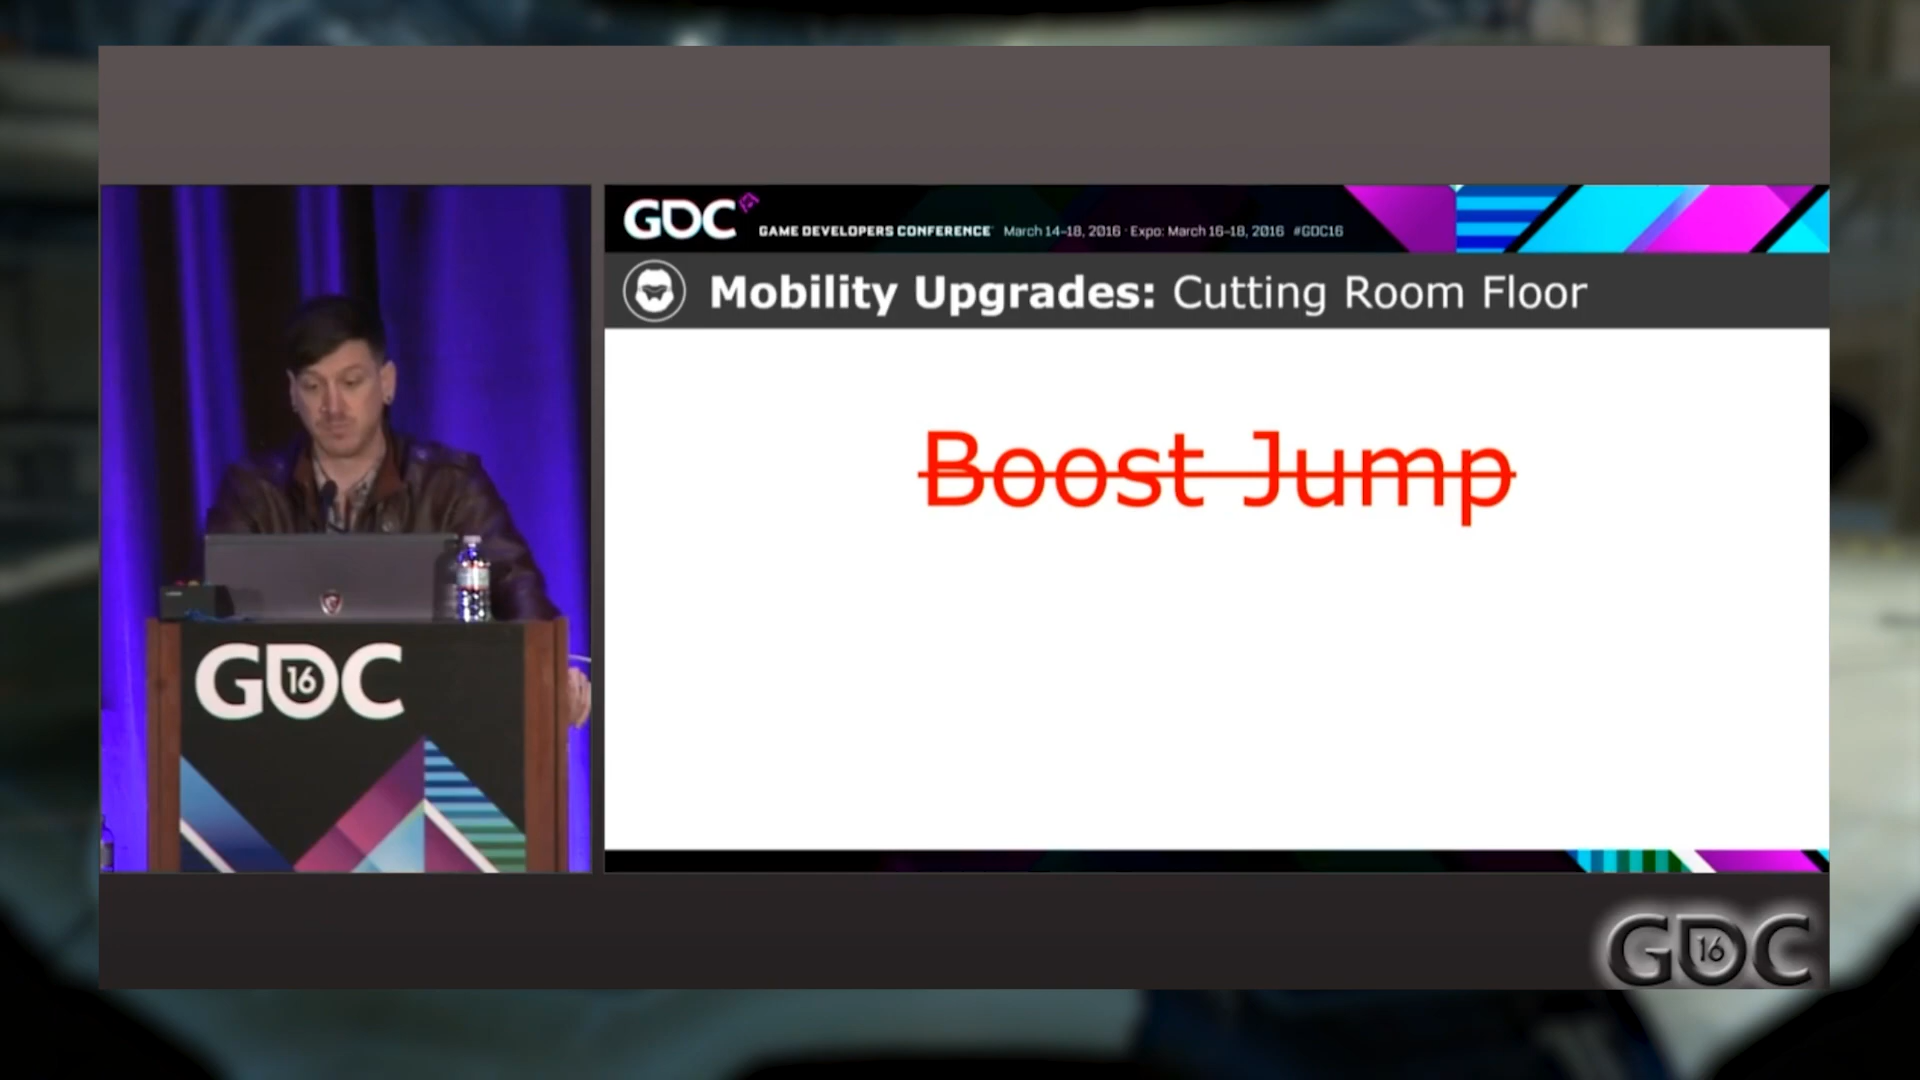 GDC
GAME DEVELOPERS CONFERENCE March 14–18, 2016 · Expo: March 16–18, 2016 #GDC16
Mobility Upgrades: Cutting Room Floor
Boost Jump
GDC 16
GDC 16